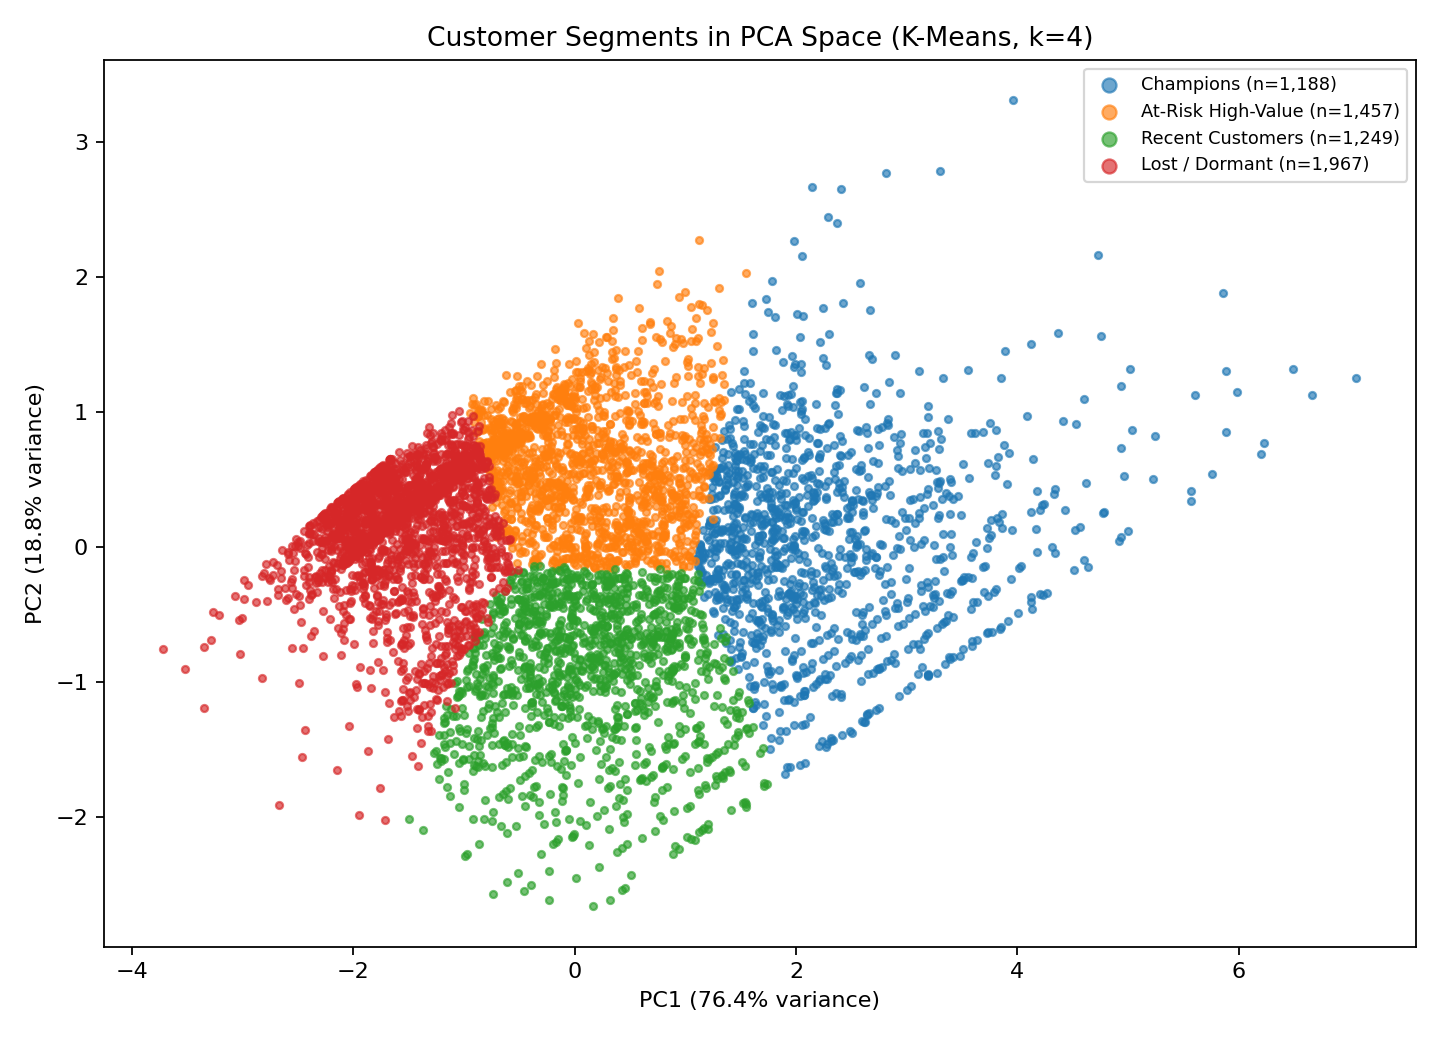 Customer Segments in PCA Space (K-Means, k=4)
Champions (n=1,188)
At-Risk High-Value (n=1,457)
Recent Customers (n=1,249)
Lost / Dormant (n=1,967)
PC2 (18.8% variance)
3
2
1
0
−1
−2
−4
−2
0
2
4
6
PC1 (76.4% variance)